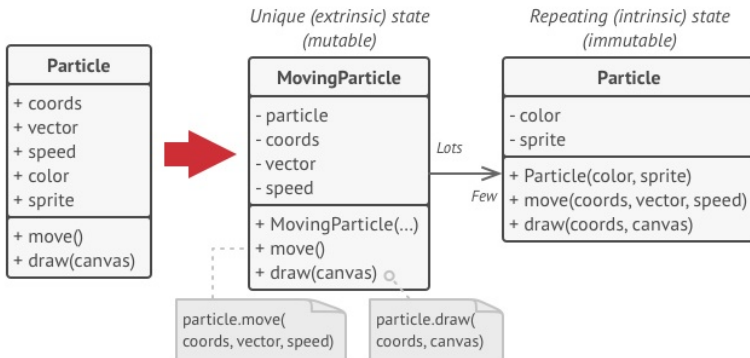 Particle
+ coords
+ vector
+ speed
+ color
+ sprite
+ move()
+ draw(canvas)
Unique (extrinsic) state
(mutable)
MovingParticle
- particle
- coords
- vector
- speed
+ MovingParticle(...)
+ move()
+ draw(canvas)
particle.move(
coords, vector, speed)
particle.draw(
coords, canvas)
Lots
Few
Repeating (intrinsic) state
(immutable)
Particle
- color
- sprite
+ Particle(color, sprite)
+ move(coords, vector, speed)
+ draw(coords, canvas)